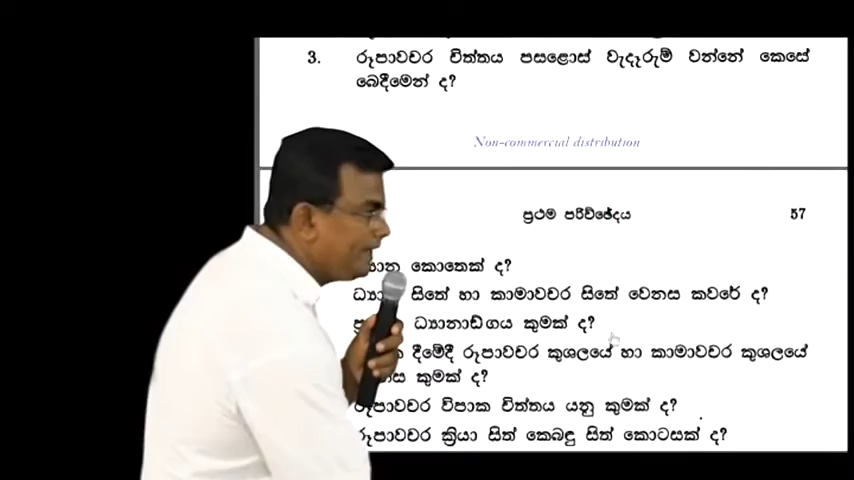 3. රූපාවචර චිත්තය පසළොස් වැදෑරුම් වන්නේ කෙසේ
බෙදීමෙන් ද?
Non-commercial distribution
ප්‍රථම පරිච්ඡේදය 57
කොතෙක් ද?
සිතේ හා කාමාවචර සිතේ වෙනස කවරේ ද?
ධ්‍යානාඞ්ගය කුමක් ද?
දීමේදී රූපාවචර කුශලයේ හා කාමාවචර කුශලයේ
කුමක් ද?
රූපාවචර විපාක චිත්තය යනු කුමක් ද?
රූපාවචර ක්‍රියා සිත් කෙබඳු සිත් කොටසක් ද?